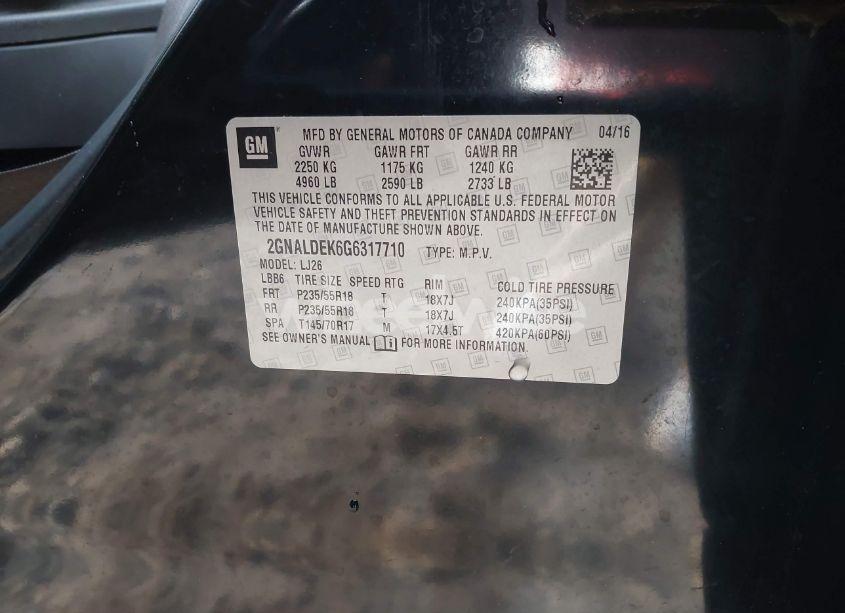 GM
MFD BY GENERAL MOTORS OF CANADA COMPANY 04/16
GVWR GAWR FRT GAWR RR
2250 KG 1175 KG 1240 KG
4960 LB 2590 LB 2733 LB
THIS VEHICLE CONFORMS TO ALL APPLICABLE U.S. FEDERAL MOTOR
VEHICLE SAFETY AND THEFT PREVENTION STANDARDS IN EFFECT ON
THE DATE OF MANUFACTURE SHOWN ABOVE.
2GNALDEK6G6317710 TYPE: M.P.V.
MODEL: LJ26
LBB6 TIRE SIZE SPEED RTG RIM COLD TIRE PRESSURE
FRT P235/55R18 T 18X7J 240KPA(35PSI)
RR P235/55R18 T 18X7J 240KPA(35PSI)
SPA T145/70R17 M 17X4.5T 420KPA(60PSI)
SEE OWNER'S MANUAL FOR MORE INFORMATION.